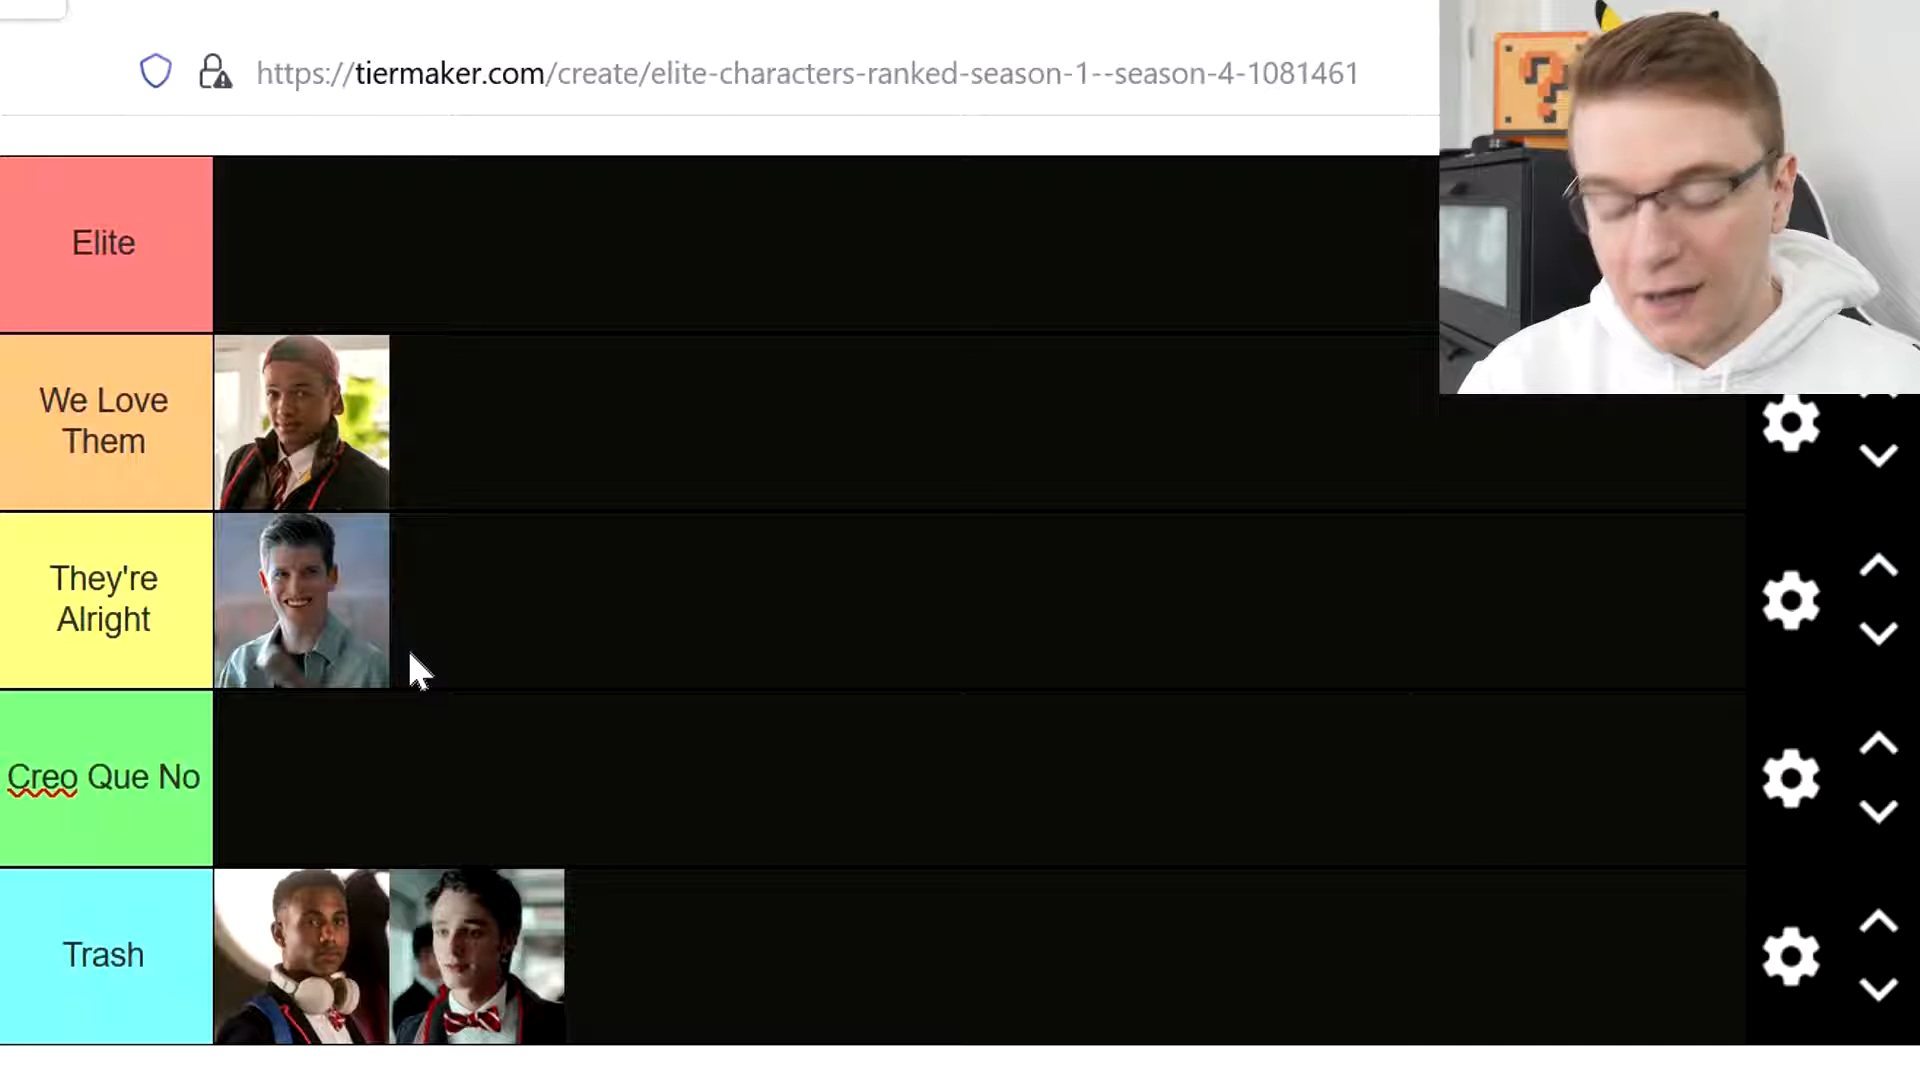 https://tiermaker.com/create/elite-characters-ranked-season-1--season-4-1081461
Elite
We Love
Them
They're
Alright
Creo Que No
Trash